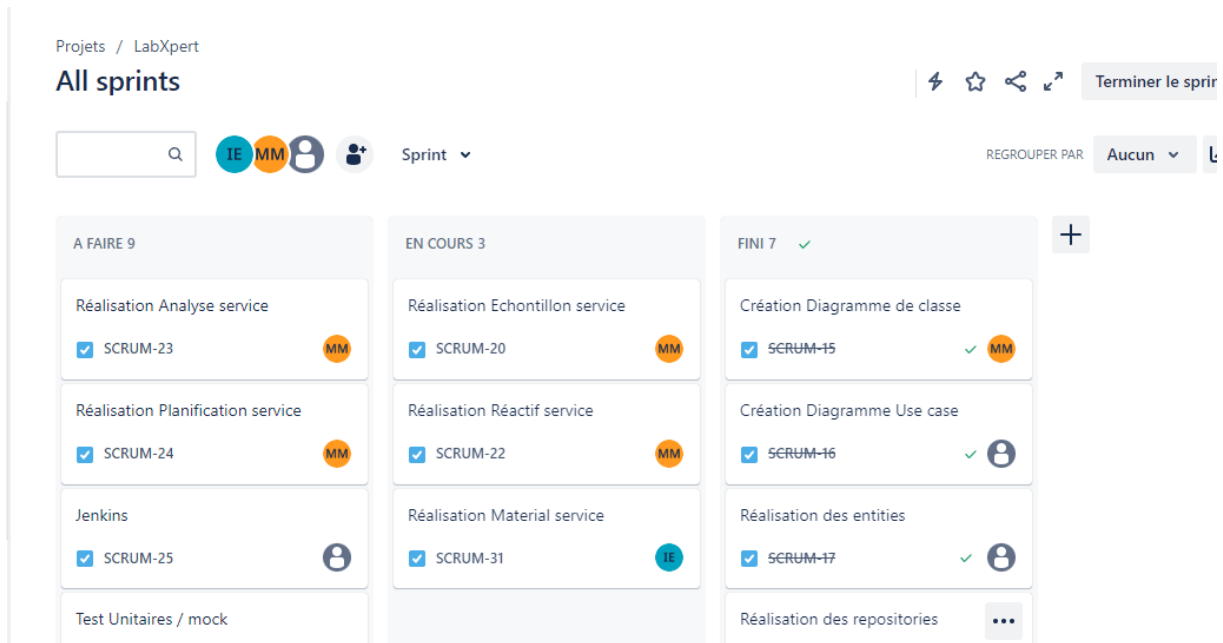 Projets / LabXpert
All sprints
Terminer le sprin
IE MM
Sprint
REGROUPER PAR Aucun
A FAIRE 9
Réalisation Analyse service
SCRUM-23 MM
Réalisation Planification service
SCRUM-24 MM
Jenkins
SCRUM-25
Test Unitaires / mock
EN COURS 3
Réalisation Echontillon service
SCRUM-20 MM
Réalisation Réactif service
SCRUM-22 MM
Réalisation Material service
SCRUM-31 IE
FINI 7
Création Diagramme de classe
SCRUM-15 MM
Création Diagramme Use case
SCRUM-16
Réalisation des entities
SCRUM-17
Réalisation des repositories